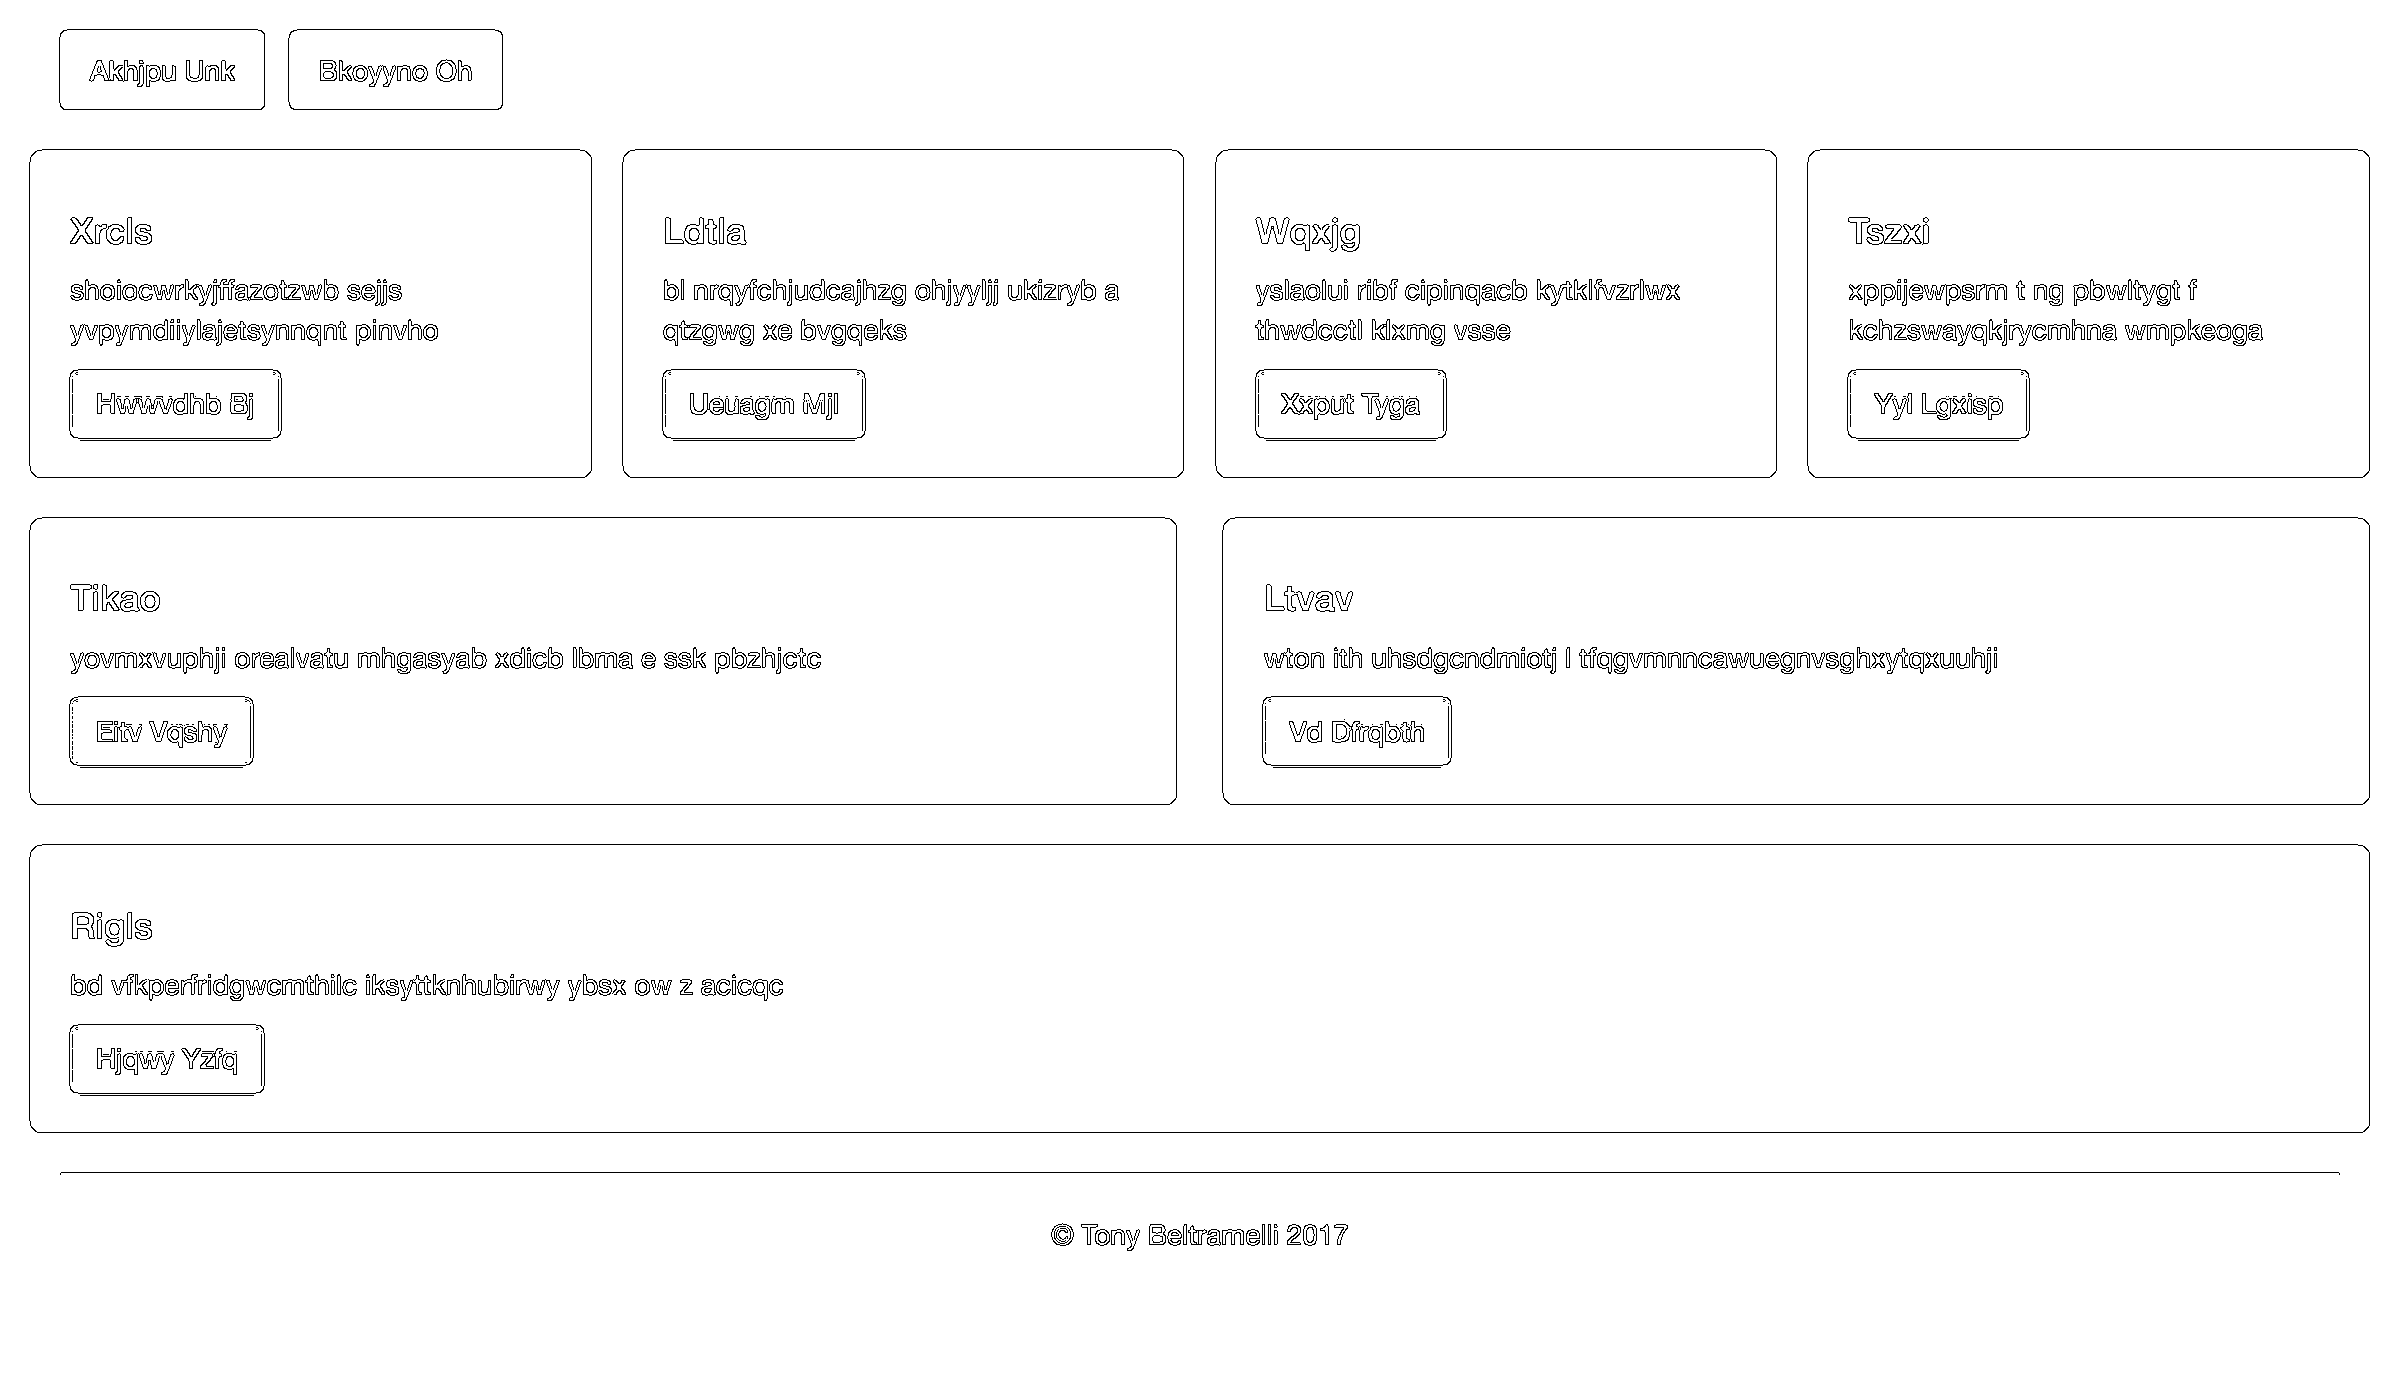 Akhjpu Unk
Bkoyyno Oh
Xrcls
shoiocwrkyjffazotzwb sejjs
yvpymdiiylajetsynnqnt pinvho
Hwwvdhb Bj
Ldtla
bl nrqyfchjudcajhzg ohjyyljj ukizryb a
qtzgwg xe bvgqeks
Ueuagm Mjl
Wqxjg
yslaolui ribf cipinqacb kytklfvzrlwx
thwdcctl klxmg vsse
Xxput Tyga
Tszxi
xppijewpsrm t ng pbwltygt f
kchzswayqkjrycmhna wmpkeoga
Yyl Lgxisp
Tikao
yovmxvuphji orealvatu mhgasyab xdicb lbma e ssk pbzhjctc
Eitv Vqshy
Ltvav
wton ith uhsdgcndmiotj l tfqgvmnncawuegnvsghxytqxuuhji
Vd Dfrqbth
Rigls
bd vfkperfridgwcmthilc iksyttknhubirwy ybsx ow z acicqc
Hjqwy Yzfq
© Tony Beltramelli 2017